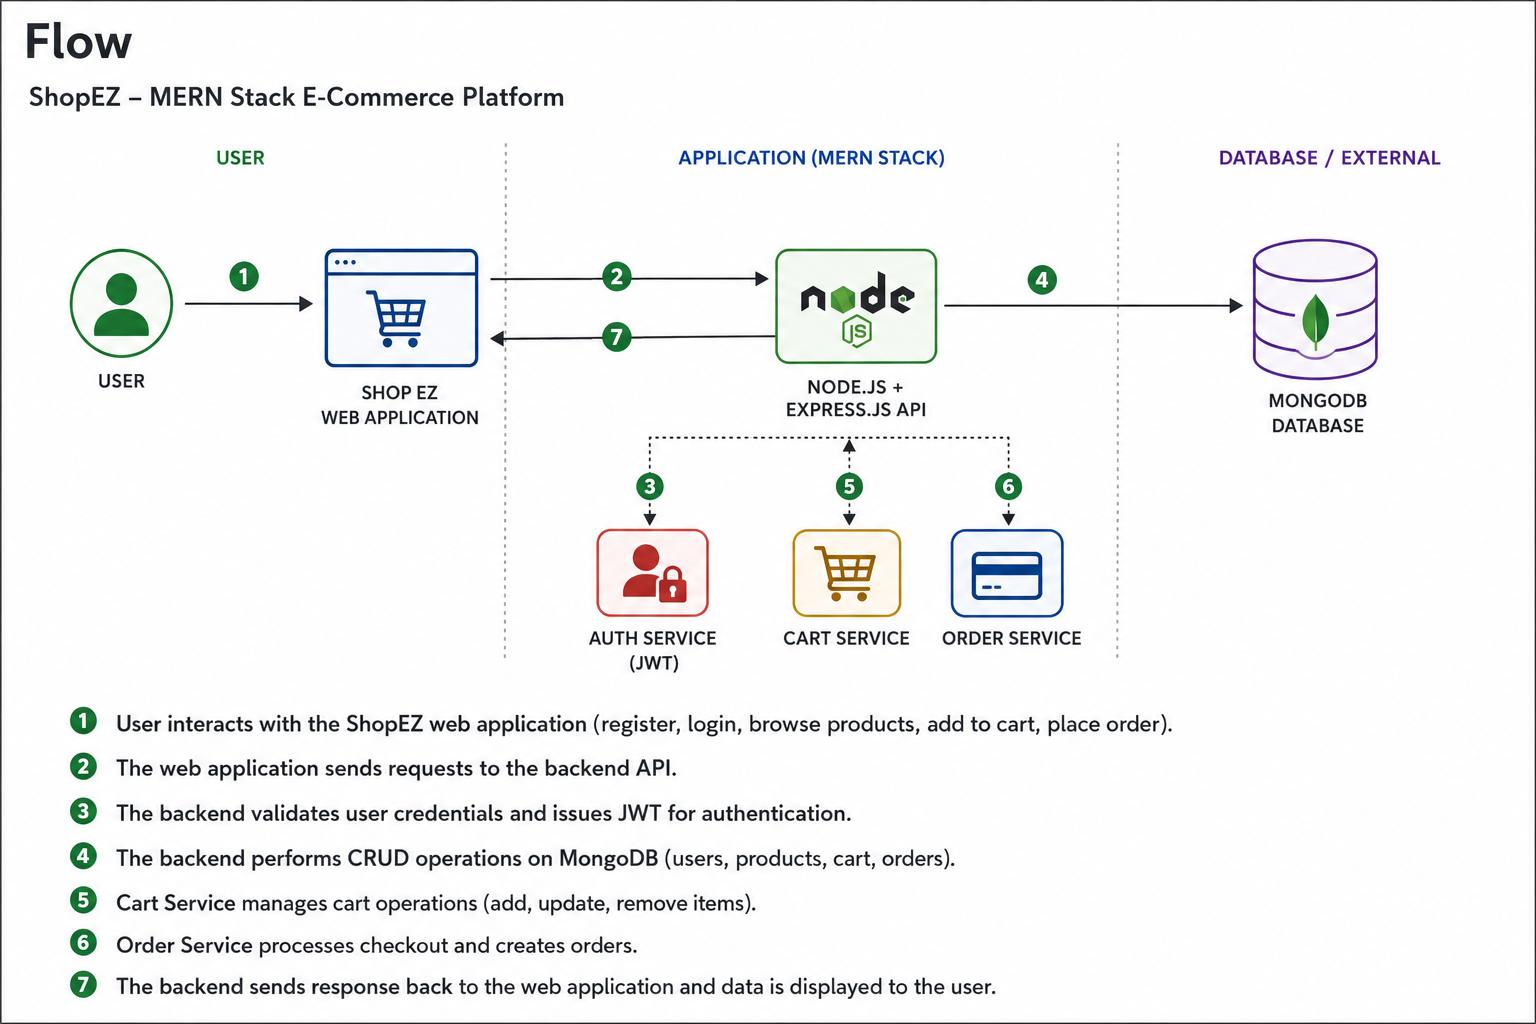 Flow
ShopEZ – MERN Stack E-Commerce Platform
USER
APPLICATION (MERN STACK)
DATABASE / EXTERNAL
1
2
4
7
node
JS
USER
SHOP EZ
WEB APPLICATION
NODE.JS +
EXPRESS.JS API
MONGODB
DATABASE
3
5
6
AUTH SERVICE
(JWT)
CART SERVICE
ORDER SERVICE
1 User interacts with the ShopEZ web application (register, login, browse products, add to cart, place order).
2 The web application sends requests to the backend API.
3 The backend validates user credentials and issues JWT for authentication.
4 The backend performs CRUD operations on MongoDB (users, products, cart, orders).
5 Cart Service manages cart operations (add, update, remove items).
6 Order Service processes checkout and creates orders.
7 The backend sends response back to the web application and data is displayed to the user.